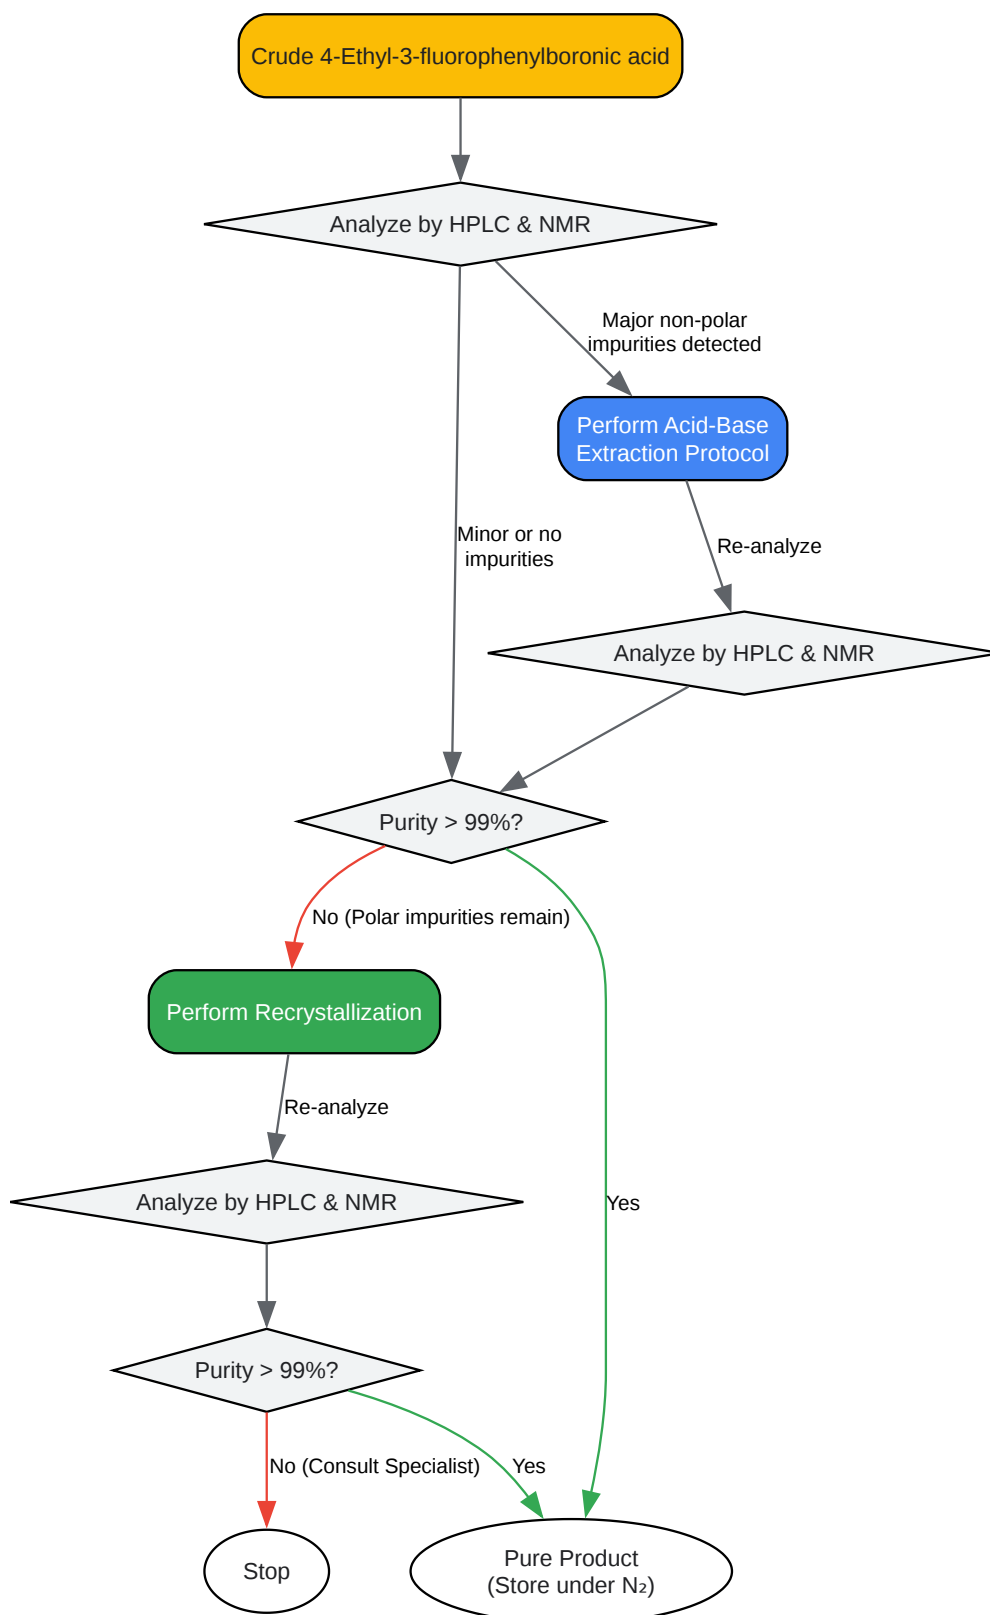 Crude 4-Ethyl-3-fluorophenylboronic acid
Analyze by HPLC & NMR
Major non-polar
impurities detected
Perform Acid-Base
Extraction Protocol
Minor or no
impurities
Re-analyze
Analyze by HPLC & NMR
Purity > 99%?
No (Polar impurities remain)
Perform Recrystallization
Re-analyze
Analyze by HPLC & NMR
Yes
Purity > 99%?
No (Consult Specialist)
Yes
Stop
Pure Product
(Store under N₂)